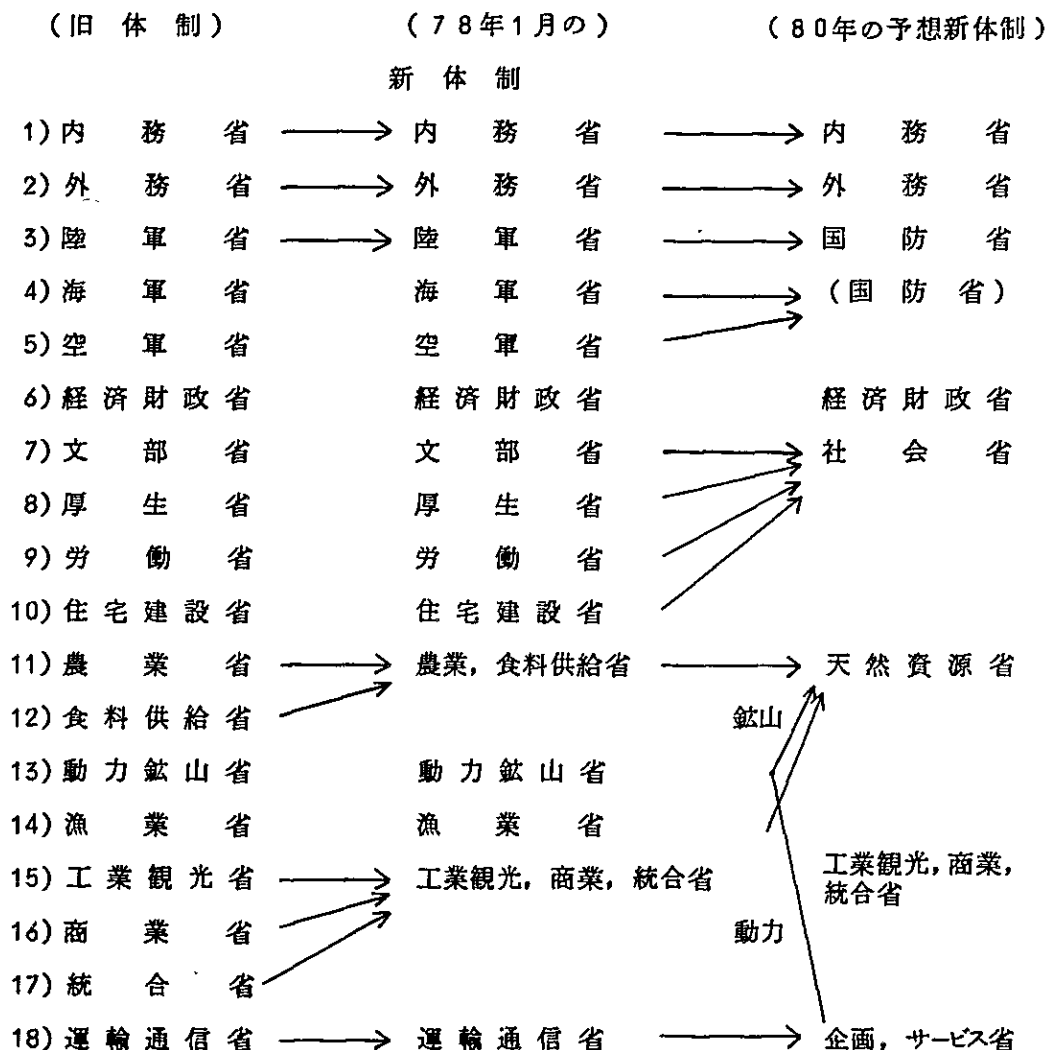 （旧体制） （78年1月の） （80年の予想新体制）
新体制
1)内務省 → 内務省 → 内務省
2)外務省 → 外務省 → 外務省
3)陸軍省 → 陸軍省 → 国防省
4)海軍省 海軍省 → （国防省）
5)空軍省 空軍省
6)経済財政省 経済財政省 経済財政省
7)文部省 文部省 → 社会省
8)厚生省 厚生省
9)労働省 労働省
10)住宅建設省 住宅建設省
11)農業省 → 農業，食料供給省 → 天然資源省
12)食料供給省 鉱山
13)動力鉱山省 動力鉱山省
14)漁業省 漁業省
15)工業観光省 → 工業観光，商業，統合省 工業観光，商業，
統合省
16)商業省 動力
17)統合省
18)運輸通信省 → 運輸通信省 → 企画，サービス省